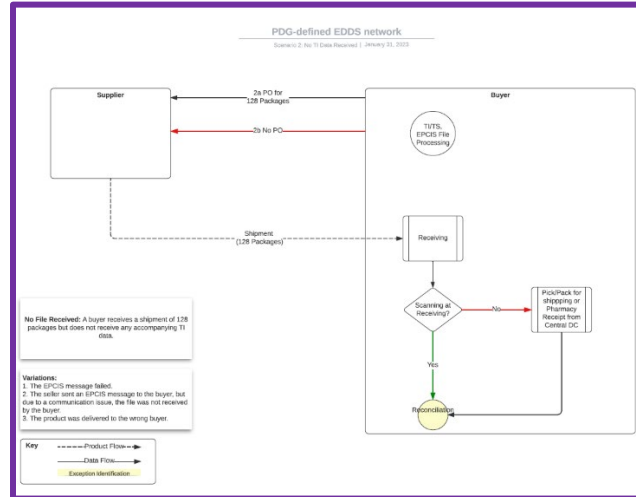 PDG-defined EDDS network
Scenario 2: No TI Data Received | January 31, 2023
Supplier
2a PO for
128 Packages
2b No PO
Buyer
TI/TS,
EPCIS File
Processing
Shipment
(128 Packages)
Receiving
Scanning at
Receiving?
No
Pick/Pack for
shippping or
Pharmacy
Receipt from
Central DC
Yes
Reconciliation
No File Received: A buyer receives a shipment of 128
packages but does not receive any accompanying TI
data.
Variations:
1. The EPCIS message failed.
2. The seller sent an EPCIS message to the buyer, but
due to a communication issue, the file was not received
by the buyer.
3. The product was delivered to the wrong buyer.
Key
Product Flow
Data Flow
Exception Identification